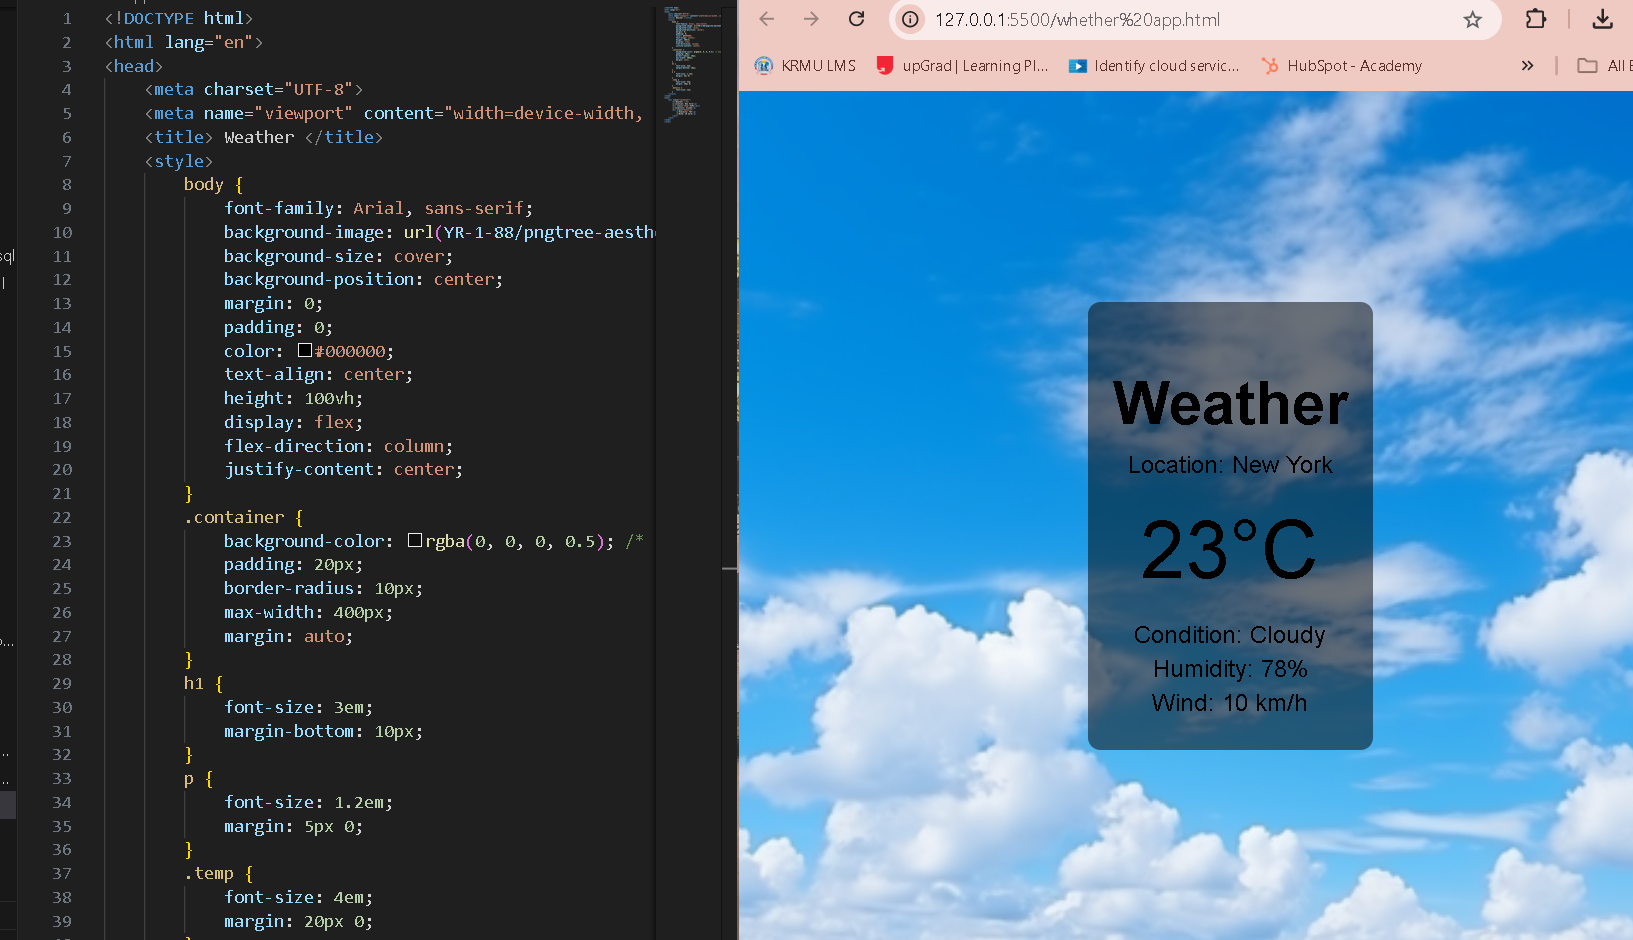 1 <!DOCTYPE html>
2 <html lang="en">
3 <head>
4 <meta charset="UTF-8">
5 <meta name="viewport" content="width=device-width,
6 <title> Weather </title>
7 <style>
8 body {
9 font-family: Arial, sans-serif;
10 background-image: url(YR-1-88/pngtree-aesth
11 background-size: cover;
12 background-position: center;
13 margin: 0;
14 padding: 0;
15 color: #000000;
16 text-align: center;
17 height: 100vh;
18 display: flex;
19 flex-direction: column;
20 justify-content: center;
21 }
22 .container {
23 background-color: rgba(0, 0, 0, 0.5); /*
24 padding: 20px;
25 border-radius: 10px;
26 max-width: 400px;
27 margin: auto;
28 }
29 h1 {
30 font-size: 3em;
31 margin-bottom: 10px;
32 }
33 p {
34 font-size: 1.2em;
35 margin: 5px 0;
36 }
37 .temp {
38 font-size: 4em;
39 margin: 20px 0;
sql
127.0.0.1:5500/whether%20app.html
KRMU LMS
upGrad | Learning Pl...
Identify cloud servic...
HubSpot - Academy
»
All
Weather
Location: New York
23°C
Condition: Cloudy
Humidity: 78%
Wind: 10 km/h